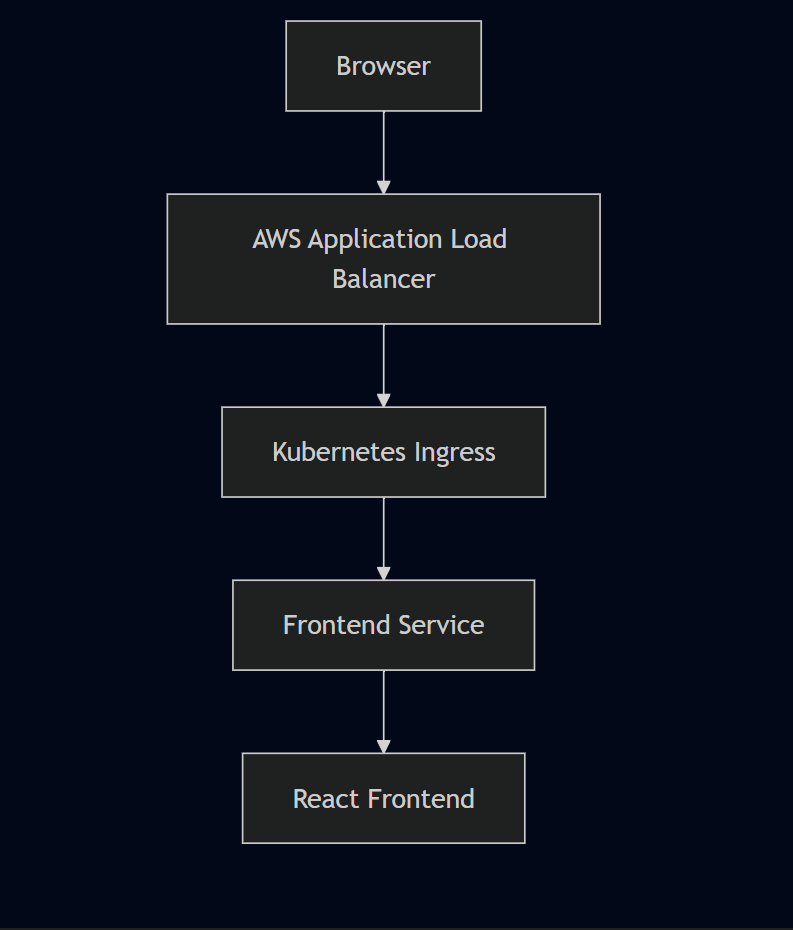 Browser
AWS Application Load
Balancer
Kubernetes Ingress
Frontend Service
React Frontend